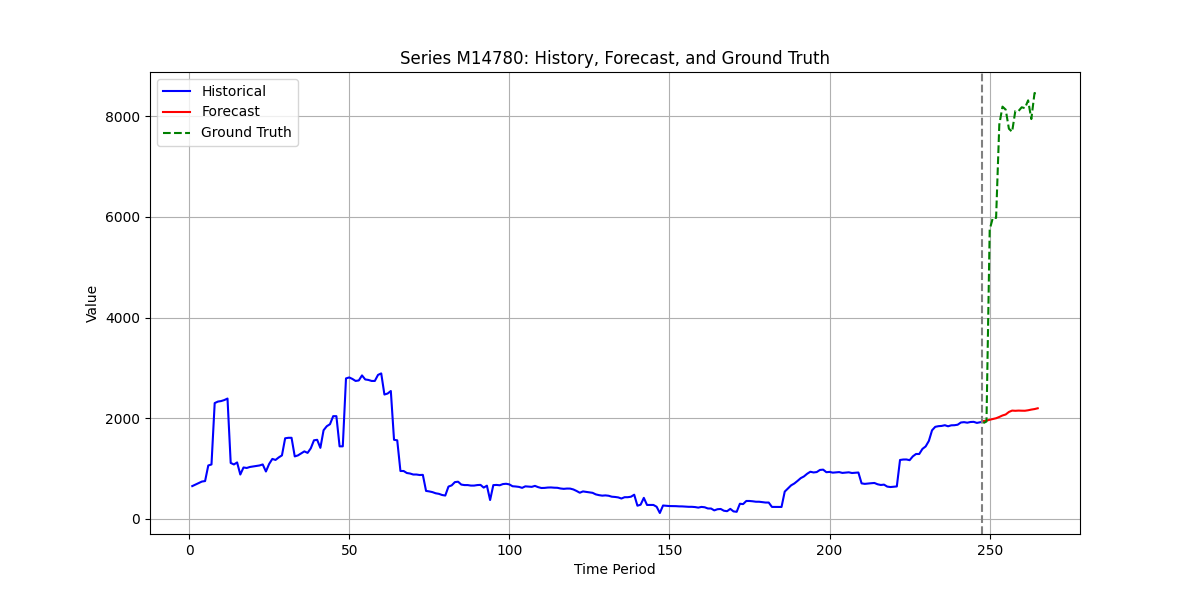 Series M14780: History, Forecast, and Ground Truth
Historical
Forecast
Ground Truth
8000
6000
4000
2000
0
Value
0 50 100 150 200 250
Time Period